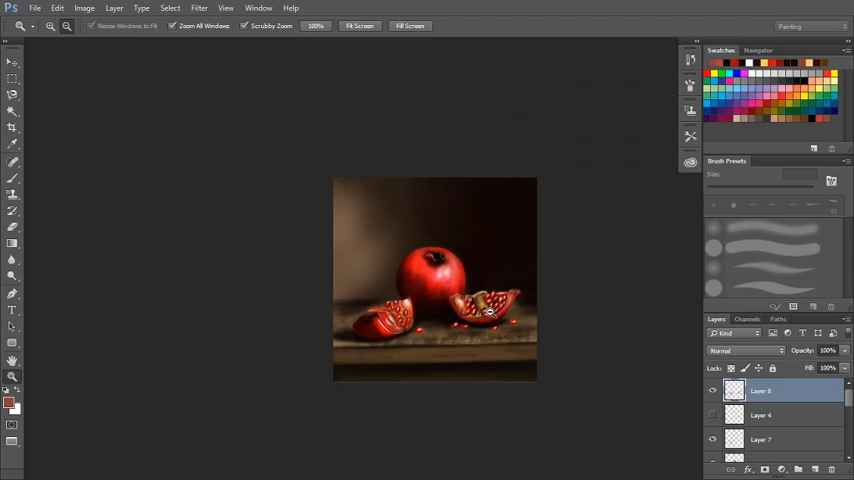 Ps File Edit Image Layer Type Select Filter View Window Help
Resize Windows to Fit Zoom All Windows Scrubby Zoom 100% Fit Screen Fill Screen Painting
Swatches Navigator
Brush Presets
Size:
61
Layers Channels Paths
Kind
Normal Opacity: 100%
Lock: Fill: 100%
Layer 8
Layer 4
Layer 7
fx